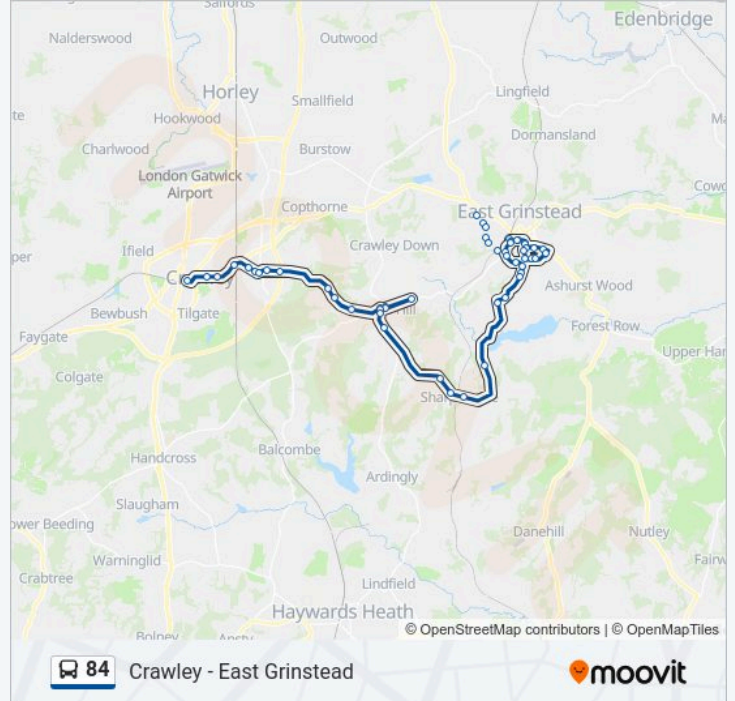 Salfords
Edenbridge
Nalderswood
Outwood
Horley
Lingfield
Smallfield
Hookwood
Dormansland
Charlwood
Burstow
London Gatwick
Airport
Copthorne
East Grinstead
Ifield
Crawley Down
Ashurst Wood
Bewbush
Tilgate
Forest Row
Faygate
Colgate
Balcombe
Handcross
Ardingly
Slaugham
Danehill
Nutley
Warninglid
Crabtree
Lindfield
Haywards Heath
© OpenStreetMap contributors | © OpenMapTiles
84 Crawley - East Grinstead
moovit